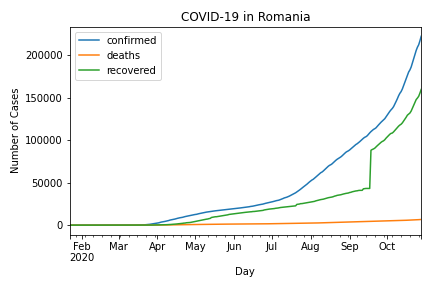 COVID-19 in Romania
confirmed
deaths
recovered
Number of Cases
200000
150000
100000
50000
0
Feb Mar Apr May Jun Jul Aug Sep Oct
2020
Day